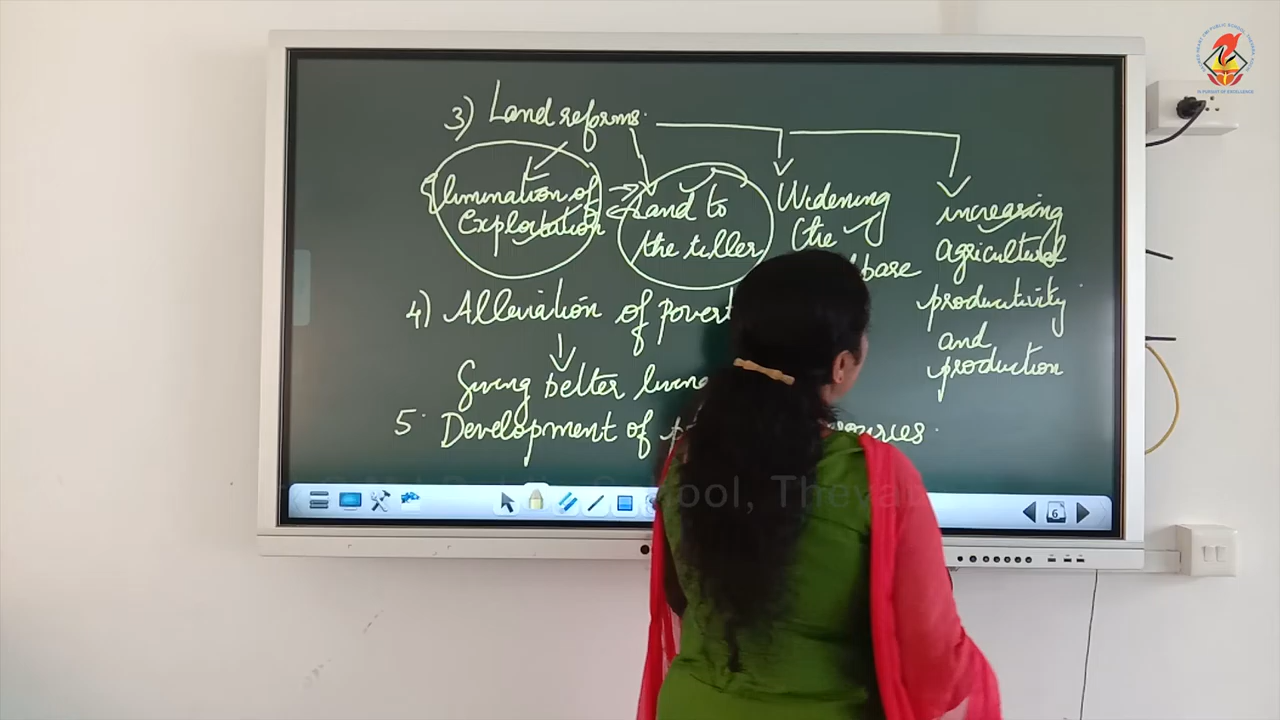 3) Land reforms.
Elimination of
Exploitation
Land to
the tiller
Widening
the
base
increasing
agricultural
productivity
and
production
4) Alleviation of
Giving better
5. Development of
6